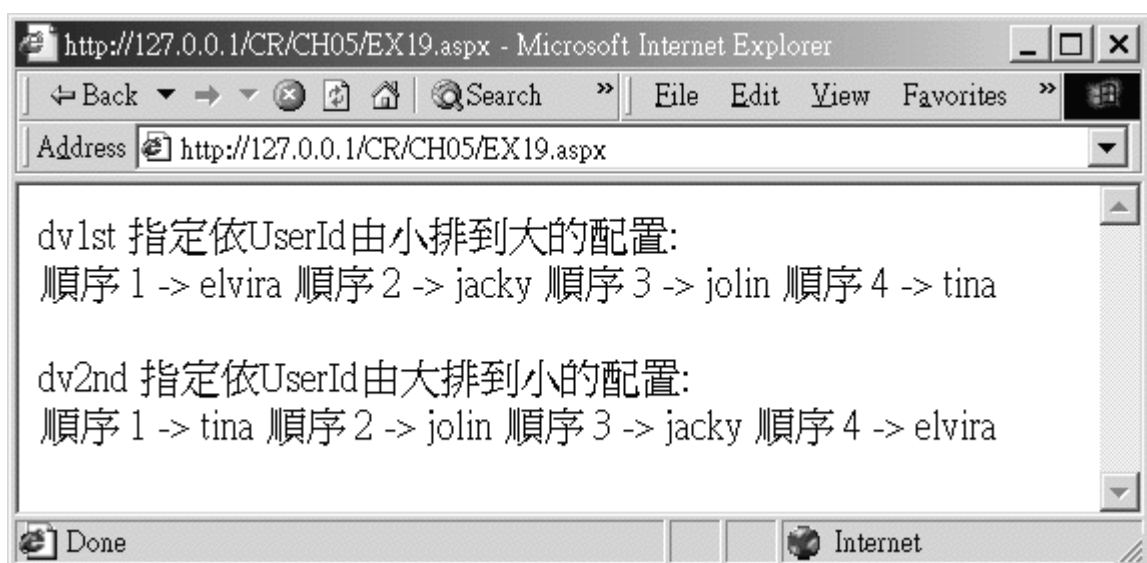 http://127.0.0.1/CR/CH05/EX19.aspx - Microsoft Internet Explorer
Back Search » File Edit View Favorites »
Address http://127.0.0.1/CR/CH05/EX19.aspx
dv1st 指定依UserId由小排到大的配置:
順序 1 -> elvira 順序 2 -> jacky 順序 3 -> jolin 順序 4 -> tina
dv2nd 指定依UserId由大排到小的配置:
順序 1 -> tina 順序 2 -> jolin 順序 3 -> jacky 順序 4 -> elvira
Done Internet